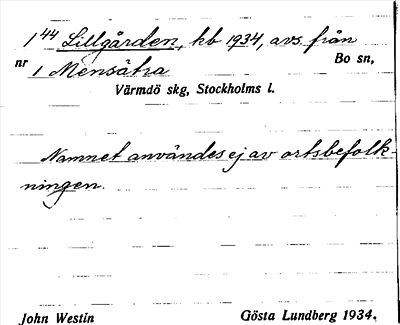 1⁴⁴ Lillgården, kb 1934, avs. från
nr 1 Mensätra Bo sn,
Värmdö skg, Stockholms l.
Namnet användes ej av ortsbefolk-
ningen.
John Westin Gösta Lundberg 1934.